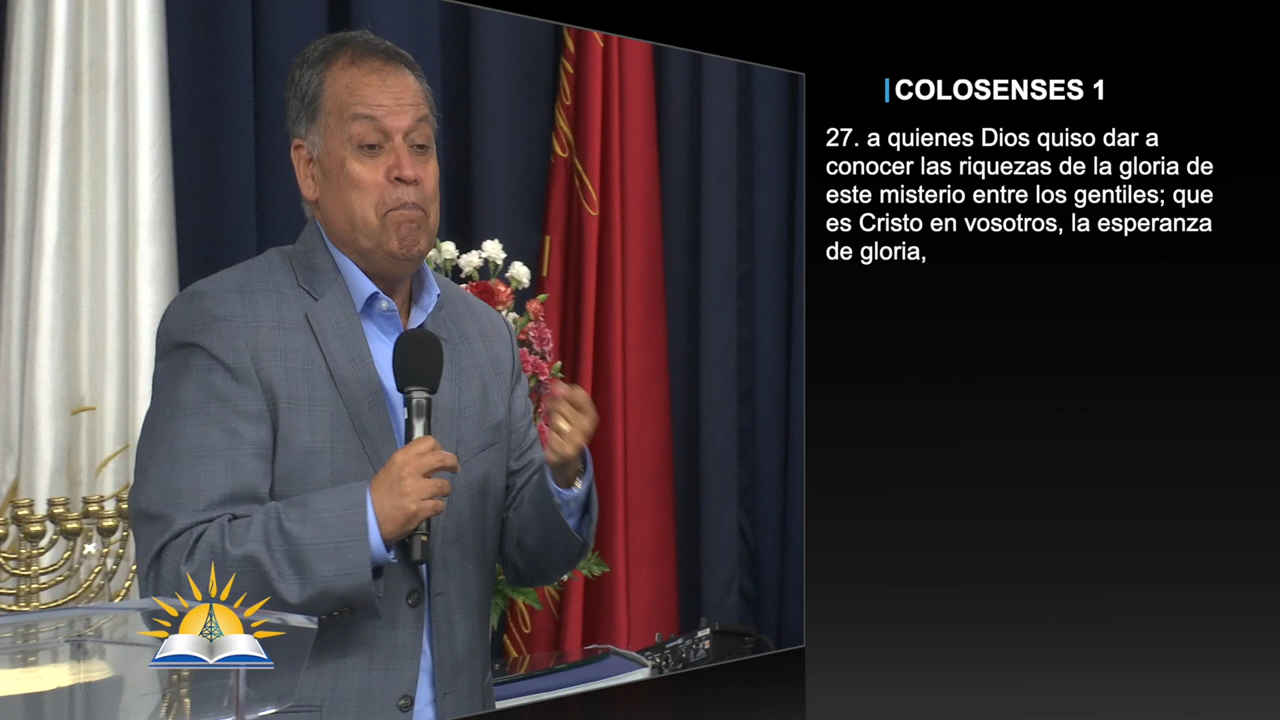 COLOSENSES 1
27. a quienes Dios quiso dar a
conocer las riquezas de la gloria de
este misterio entre los gentiles; que
es Cristo en vosotros, la esperanza
de gloria,